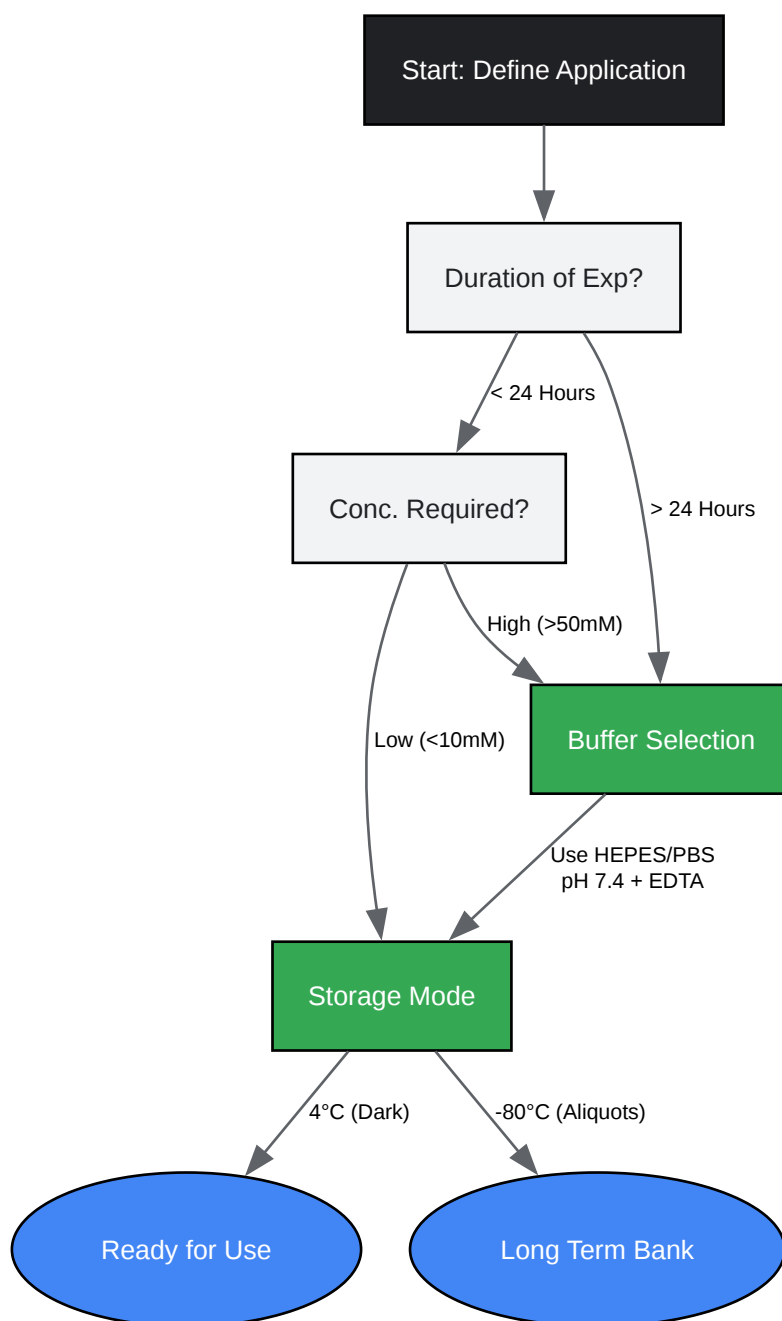 Start: Define Application
Duration of Exp?
< 24 Hours
Conc. Required?
> 24 Hours
High (>50mM)
Low (<10mM)
Buffer Selection
Use HEPES/PBS
pH 7.4 + EDTA
Storage Mode
4°C (Dark)
-80°C (Aliquots)
Ready for Use
Long Term Bank